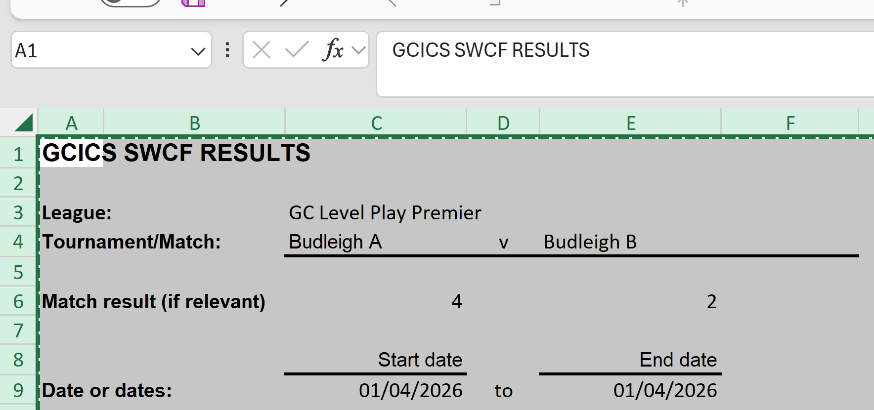 A1 fx GCICS SWCF RESULTS
A B C D E F
1 GCICS SWCF RESULTS
2
3 League: GC Level Play Premier
4 Tournament/Match: Budleigh A v Budleigh B
5
6 Match result (if relevant) 4 2
7
8 Start date End date
9 Date or dates: 01/04/2026 to 01/04/2026